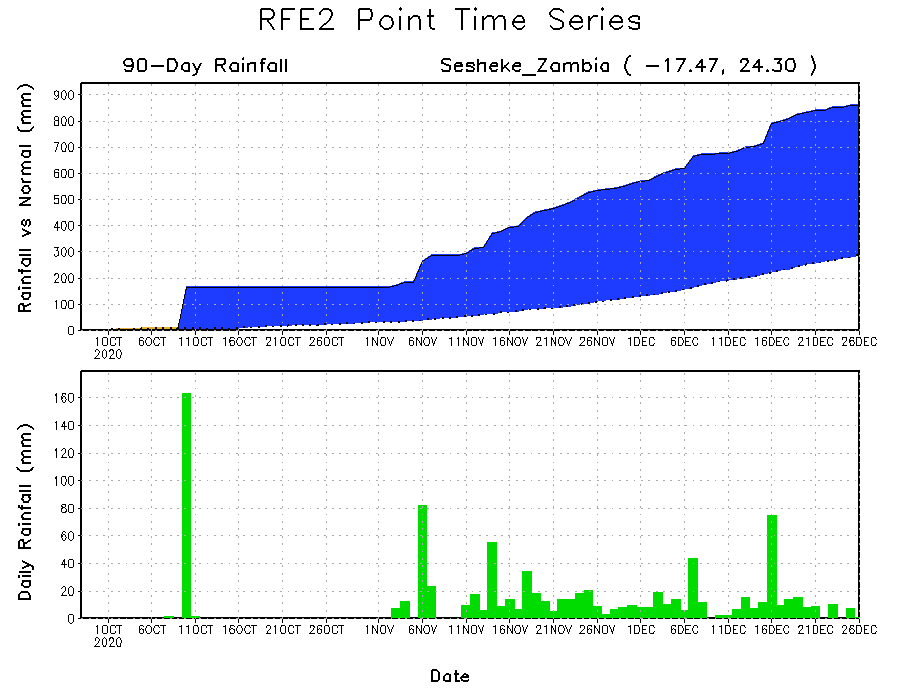 RFE2 Point Time Series
90-Day Rainfall
Sesheke_Zambia ( -17.47, 24.30 )
Rainfall vs Normal (mm)
900
800
700
600
500
400
300
200
100
0
1OCT 6OCT 11OCT 16OCT 21OCT 26OCT 1NOV 6NOV 11NOV 16NOV 21NOV 26NOV 1DEC 6DEC 11DEC 16DEC 21DEC 26DEC
2020
Daily Rainfall (mm)
160
140
120
100
80
60
40
20
0
1OCT 6OCT 11OCT 16OCT 21OCT 26OCT 1NOV 6NOV 11NOV 16NOV 21NOV 26NOV 1DEC 6DEC 11DEC 16DEC 21DEC 26DEC
2020
Date